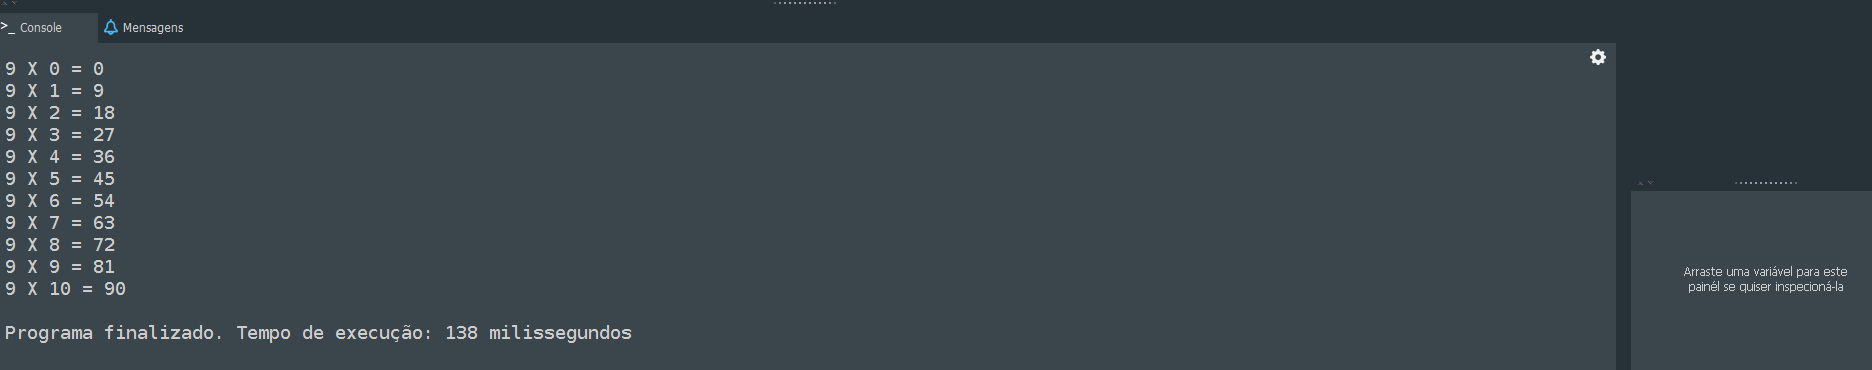 >_ Console
Mensagens
9 X 0 = 0
9 X 1 = 9
9 X 2 = 18
9 X 3 = 27
9 X 4 = 36
9 X 5 = 45
9 X 6 = 54
9 X 7 = 63
9 X 8 = 72
9 X 9 = 81
9 X 10 = 90
Programa finalizado. Tempo de execução: 138 milissegundos
Arraste uma variável para este
painél se quiser inspecioná-la